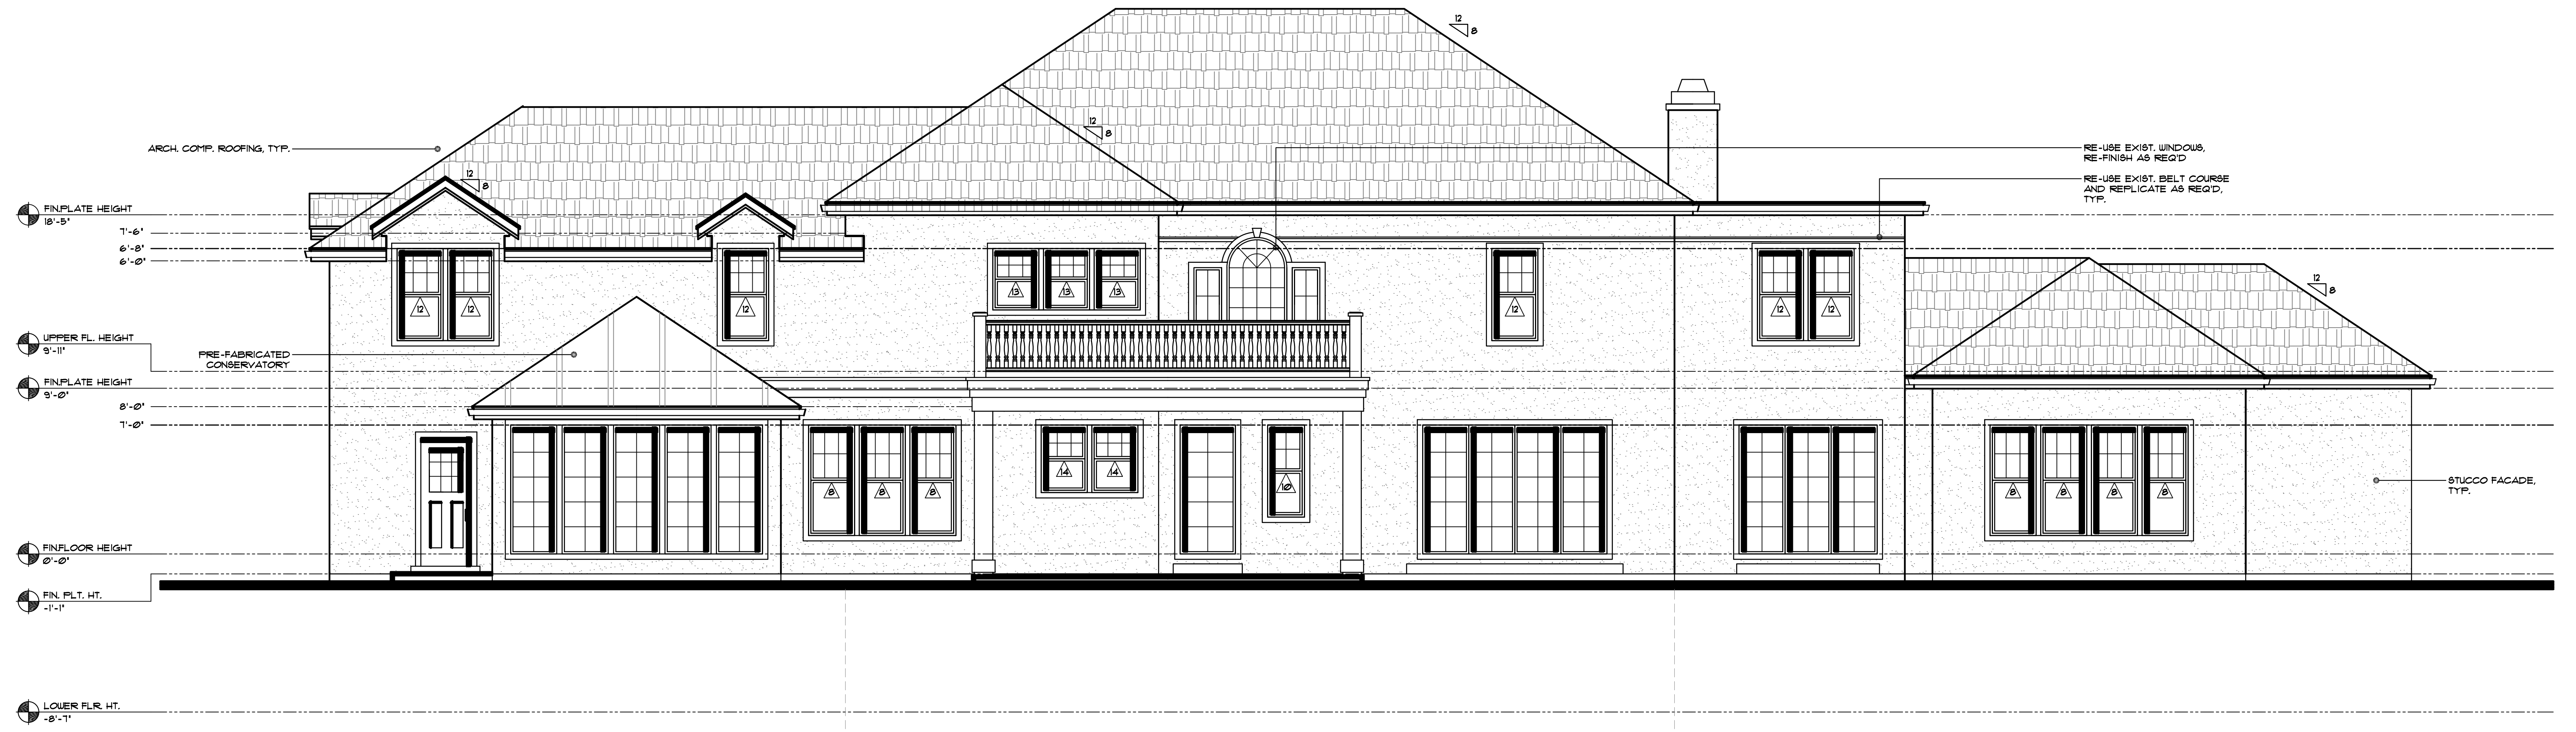 12
8
12
8
ARCH. COMP. ROOFING, TYP.
RE-USE EXIST. WINDOWS,
RE-FINISH AS REQ'D
12
8
RE-USE EXIST. BELT COURSE
AND REPLICATE AS REQ'D,
TYP.
FIN.PLATE HEIGHT
18'-5"
7'-6"
6'-8"
6'-0"
12
8
13
13
13
12
12
12
12
12
12
UPPER FL. HEIGHT
9'-11"
PRE-FABRICATED
CONSERVATORY
FIN.PLATE HEIGHT
9'-0"
8'-0"
7'-0"
14
14
8
8
8
10
8
8
8
8
STUCCO FACADE,
TYP.
FIN.FLOOR HEIGHT
0'-0"
FIN. PLT. HT.
-1'-1"
LOWER FLR. HT.
-8'-7"